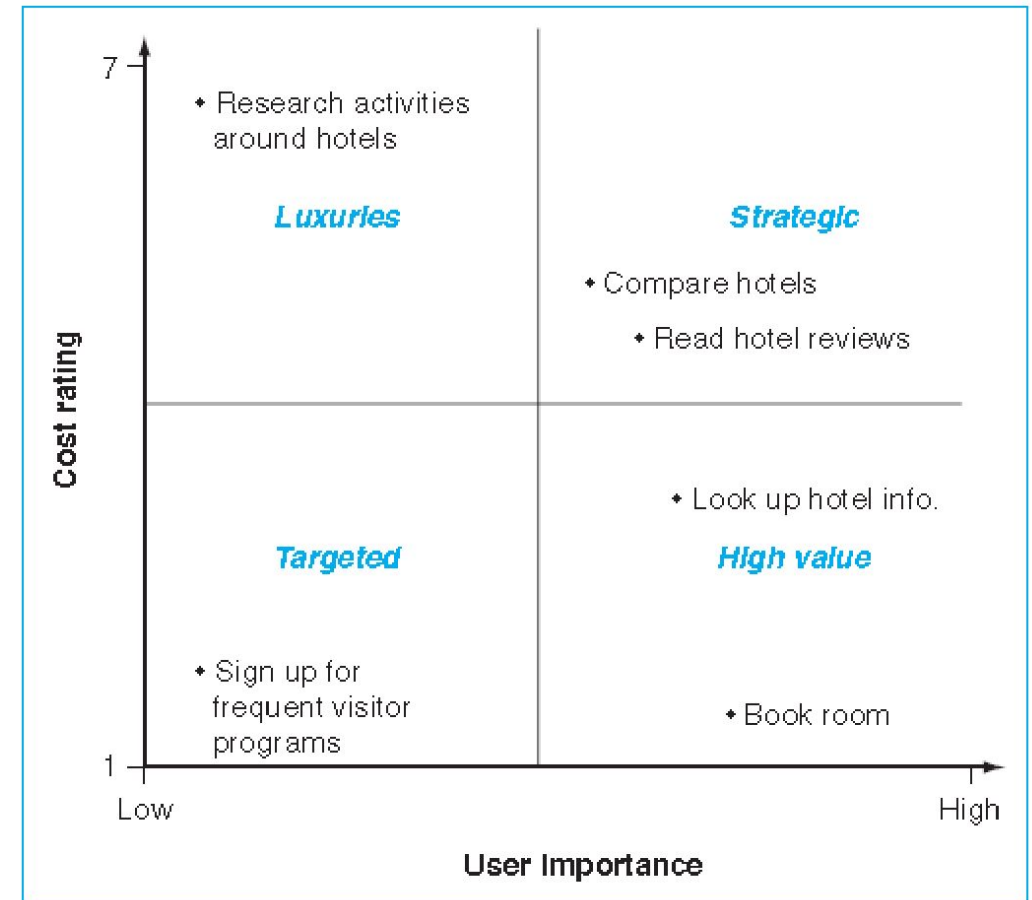 7
• Research activities
around hotels
Luxuries
Strategic
• Compare hotels
• Read hotel reviews
Cost rating
• Look up hotel info.
Targeted
High value
• Sign up for
frequent visitor
programs
• Book room
1
Low
High
User Importance